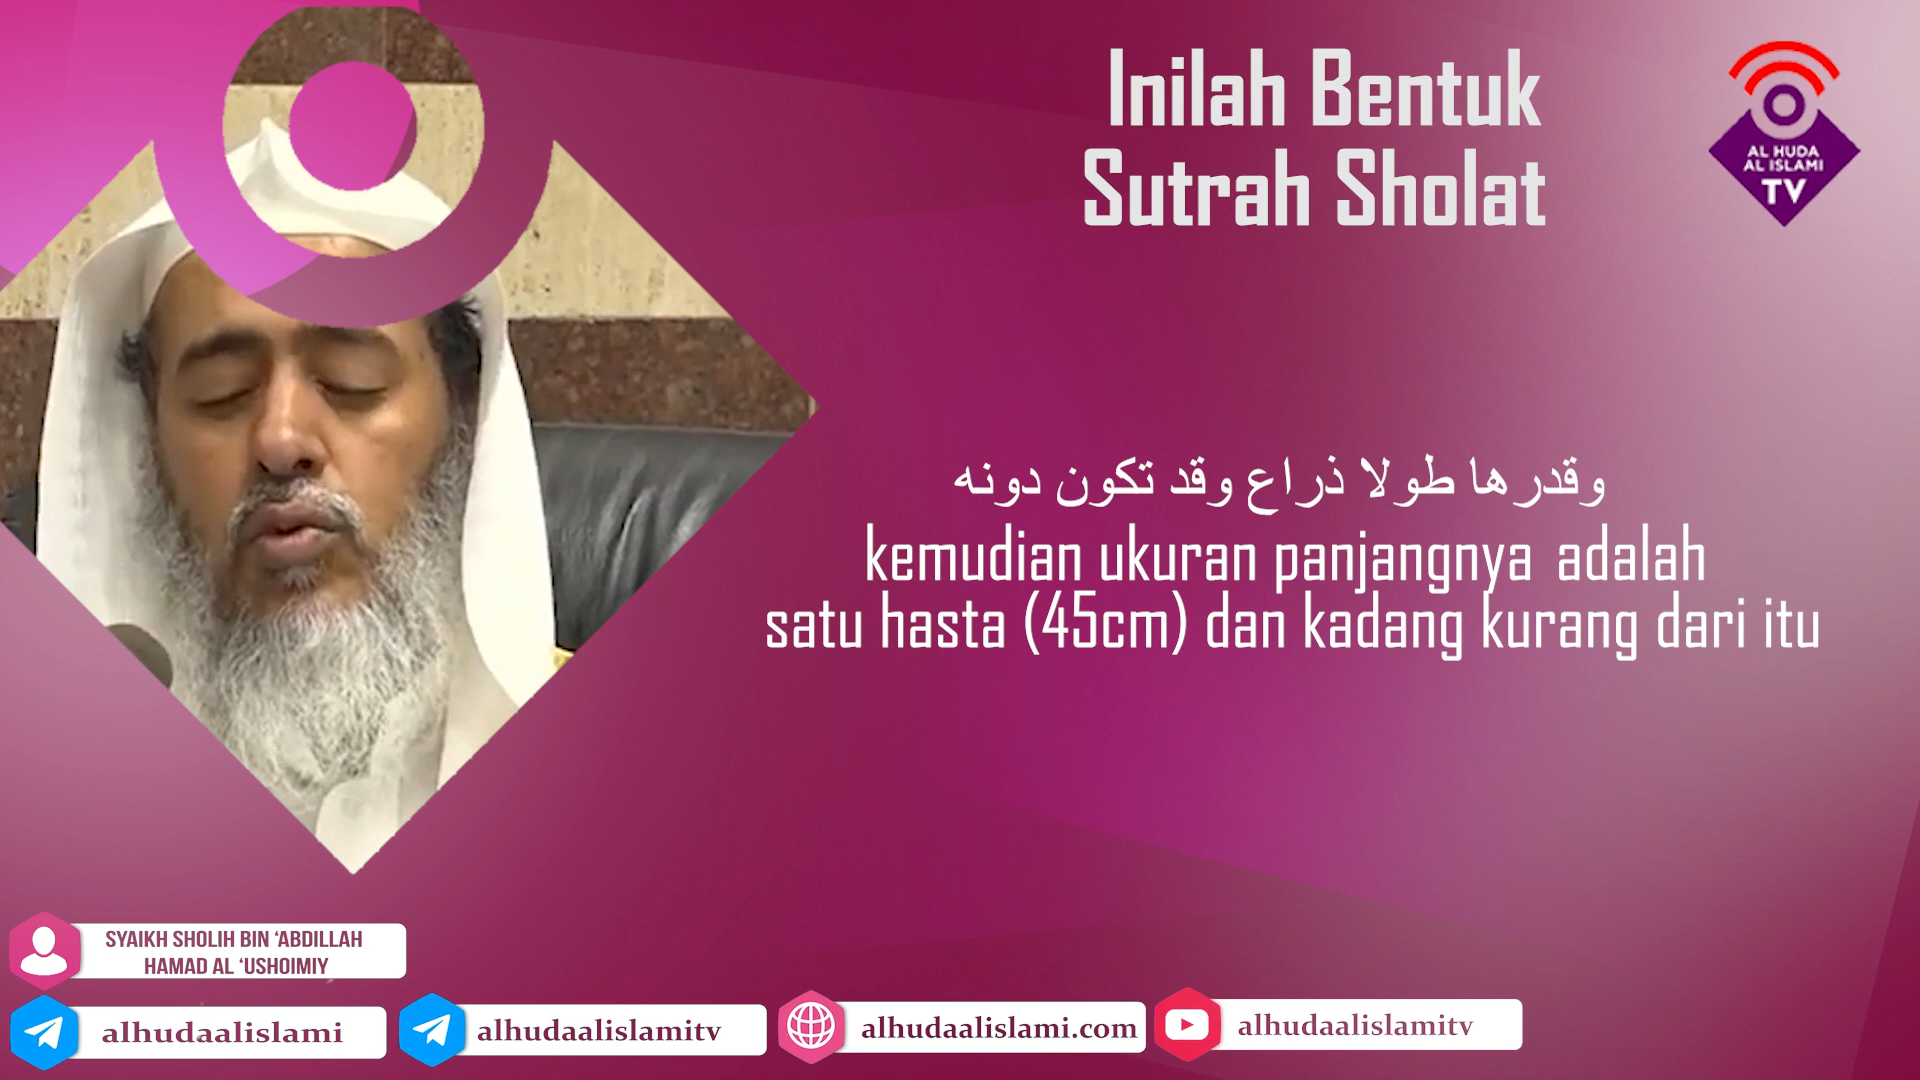 Inilah Bentuk
Sutrah Sholat
AL HUDA
AL ISLAMI
TV
وقدرها طولا ذراع وقد تكون دونه
kemudian ukuran panjangnya adalah
satu hasta (45cm) dan kadang kurang dari itu
SYAIKH SHOLIH BIN ‘ABDILLAH
HAMAD AL ‘USHOIMIY
alhudaalislami
alhudaalislamitv
alhudaalislami.com
alhudaalislamitv